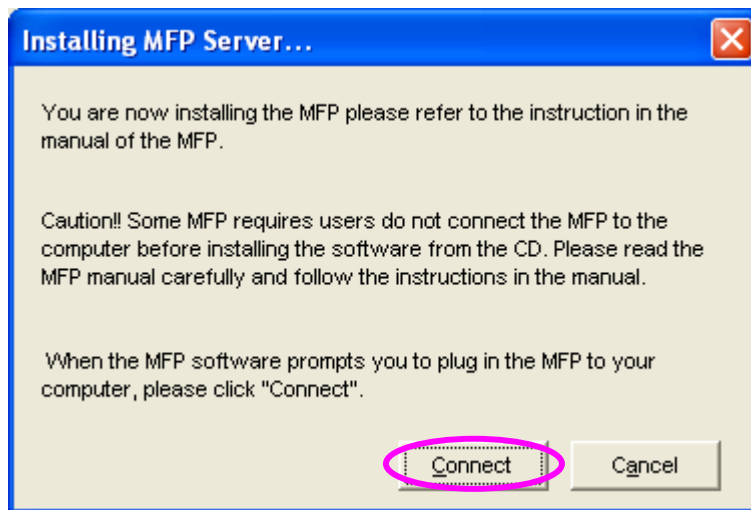 Installing MFP Server...
You are now installing the MFP please refer to the instruction in the
manual of the MFP.
Caution!! Some MFP requires users do not connect the MFP to the
computer before installing the software from the CD. Please read the
MFP manual carefully and follow the instructions in the manual.
When the MFP software prompts you to plug in the MFP to your
computer, please click "Connect".
Connect Cancel